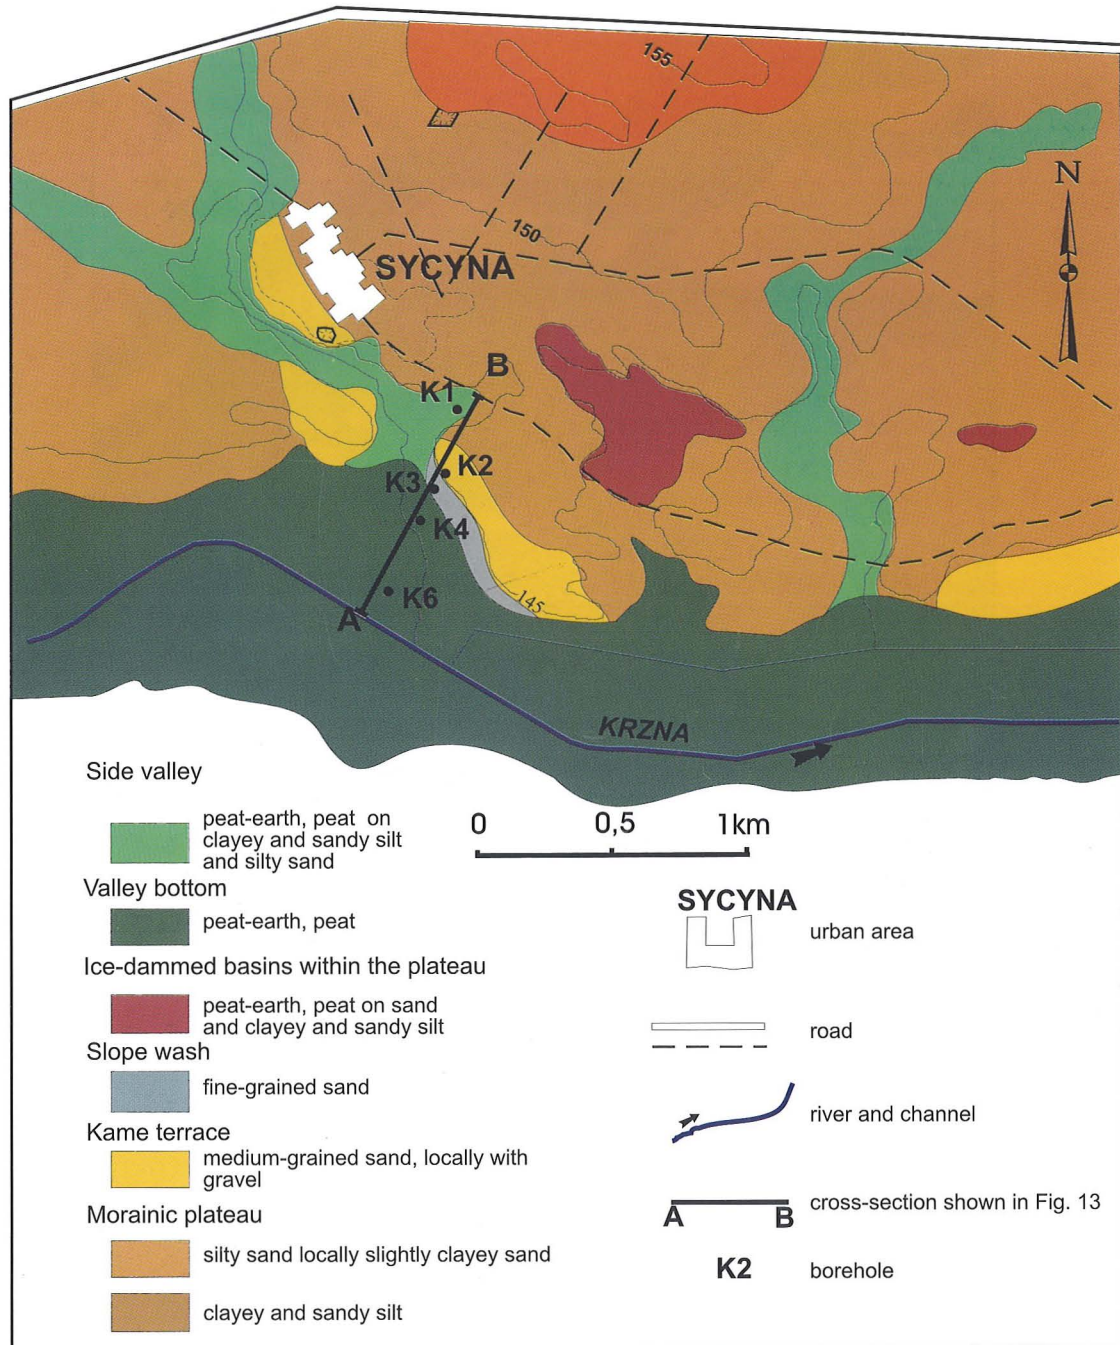 155
N
150
SYCYNA
B
K1
K2
K3
K4
K6
145
A
KRZNA
Side valley
peat-earth, peat on
clayey and sandy silt
and silty sand
Valley bottom
peat-earth, peat
Ice-dammed basins within the plateau
peat-earth, peat on sand
and clayey and sandy silt
Slope wash
fine-grained sand
Kame terrace
medium-grained sand, locally with
gravel
Morainic plateau
silty sand locally slightly clayey sand
clayey and sandy silt
0 0,5 1km
SYCYNA
urban area
road
river and channel
A B
cross-section shown in Fig. 13
K2
borehole